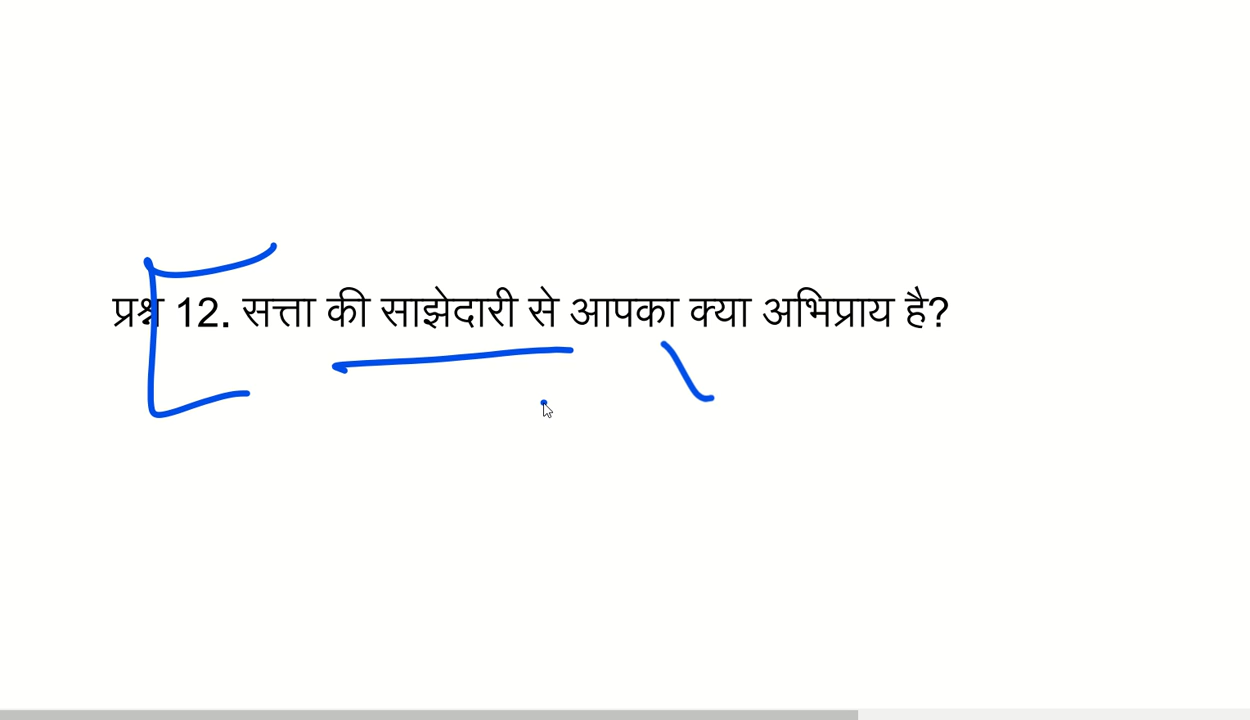 प्रश्न 12. सत्ता की साझेदारी से आपका क्या अभिप्राय है?